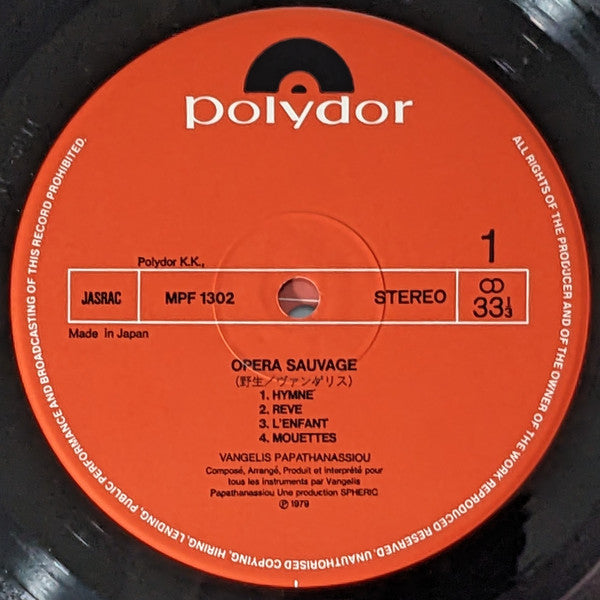 polydor
Polydor K.K.,
1
JASRAC
MPF 1302
STEREO
33⅓
Made in Japan
OPERA SAUVAGE
(野生/ヴァンゲリス)
1. HYMNE
2. REVE
3. L'ENFANT
4. MOUETTES
VANGELIS PAPATHANASSIOU
Composé, Arrangé, Produit et interprété pour
tous les instruments par Vangelis
Papathanassiou Une production SPHERIC
℗ 1979
ALL RIGHTS OF THE PRODUCER AND OF THE OWNER OF THE WORK REPRODUCED RESERVED. UNAUTHORISED COPYING, HIRING, LENDING, PUBLIC PERFORMANCE AND BROADCASTING OF THIS RECORD PROHIBITED.